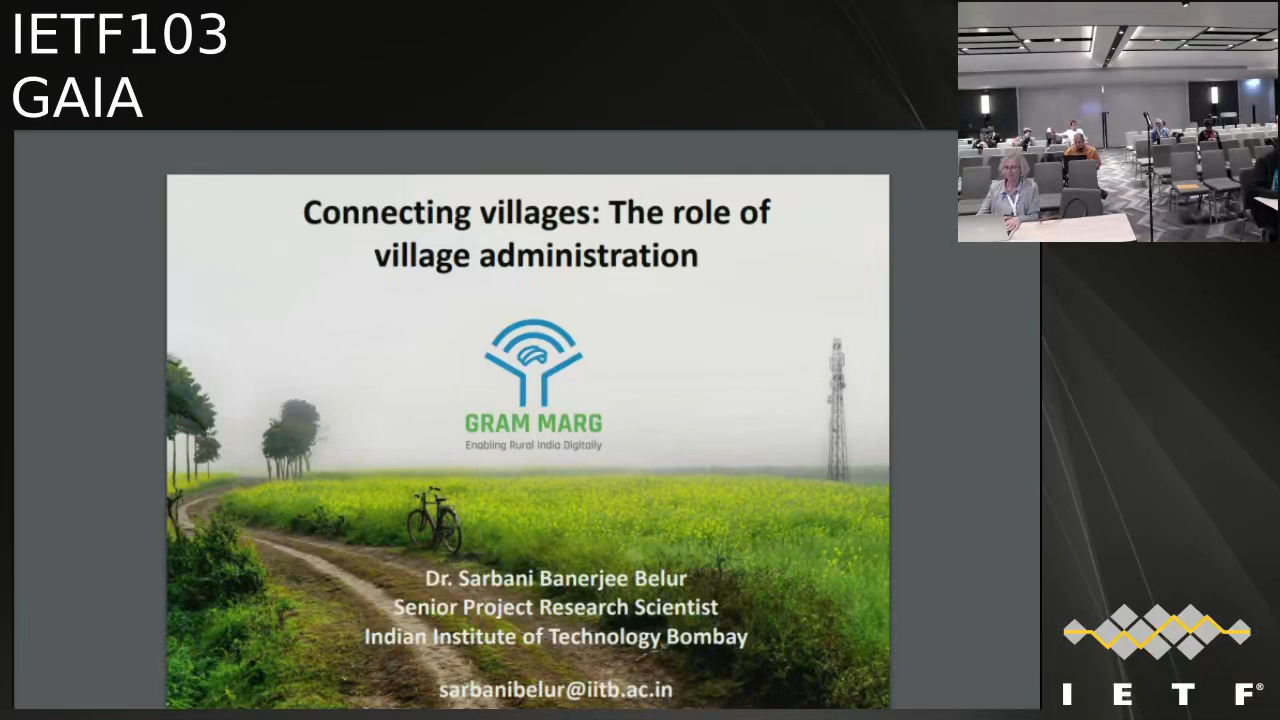 IETF103
GAIA
Connecting villages: The role of
village administration
GRAM MARG
Enabling Rural India Digitally
Dr. Sarbani Banerjee Belur
Senior Project Research Scientist
Indian Institute of Technology Bombay
sarbanibelur@iitb.ac.in
I E T F®